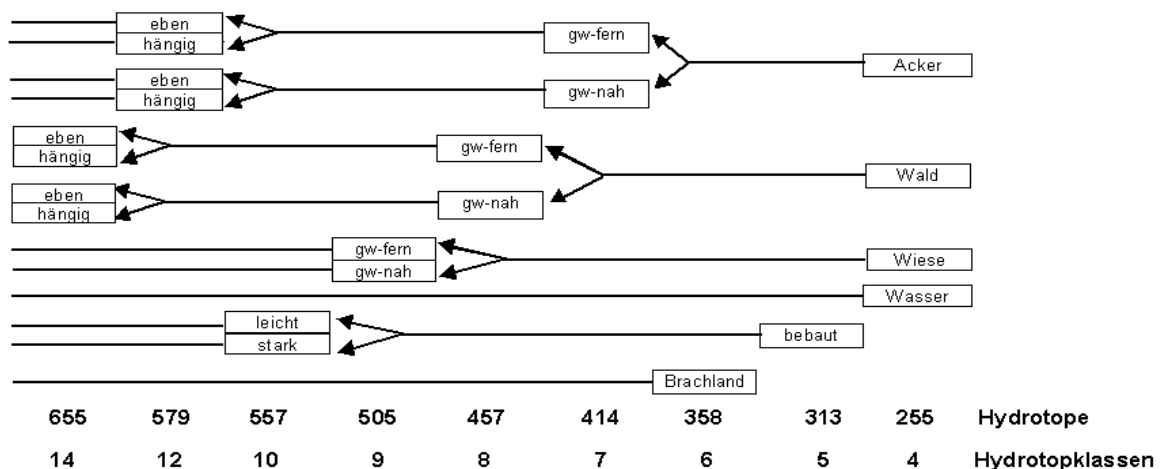 eben
hängig
gw-fern
Acker
eben
hängig
gw-nah
eben
hängig
gw-fern
Wald
eben
hängig
gw-nah
gw-fern
gw-nah
Wiese
Wasser
leicht
stark
bebaut
Brachland
655 579 557 505 457 414 358 313 255 Hydrotope
14 12 10 9 8 7 6 5 4 Hydrotopklassen